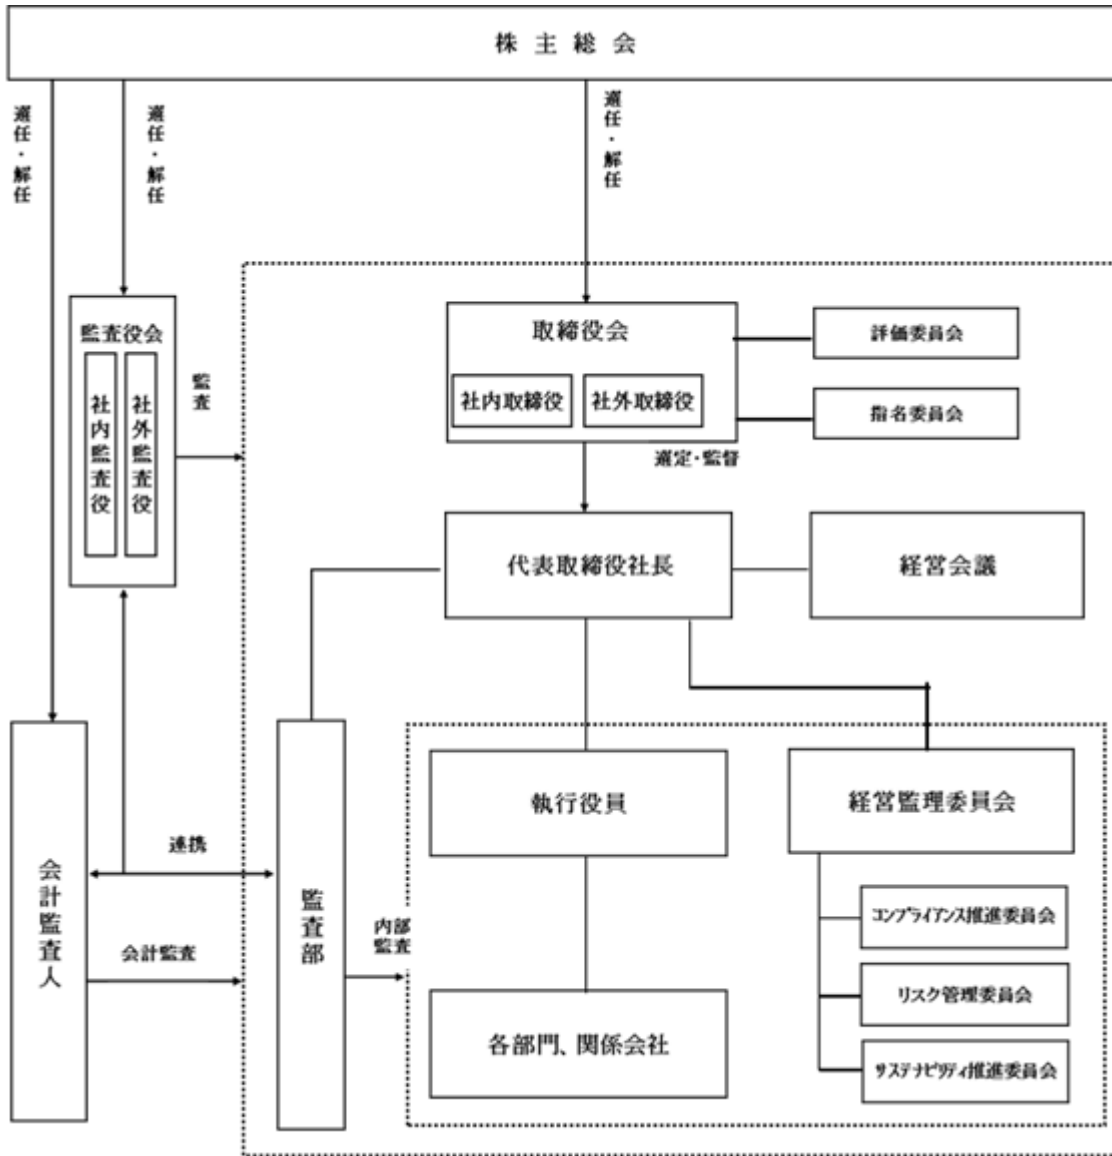 株主総会
選任・解任
選任・解任
選任・解任
監査役会
社内監査役
社外監査役
監査
取締役会
社内取締役
社外取締役
評価委員会
指名委員会
選定・監督
代表取締役社長
経営会議
執行役員
経営監理委員会
会計監査人
連携
会計監査
監査部
内部
監査
コンプライアンス推進委員会
リスク管理委員会
サステナビリティ推進委員会
各部門、関係会社